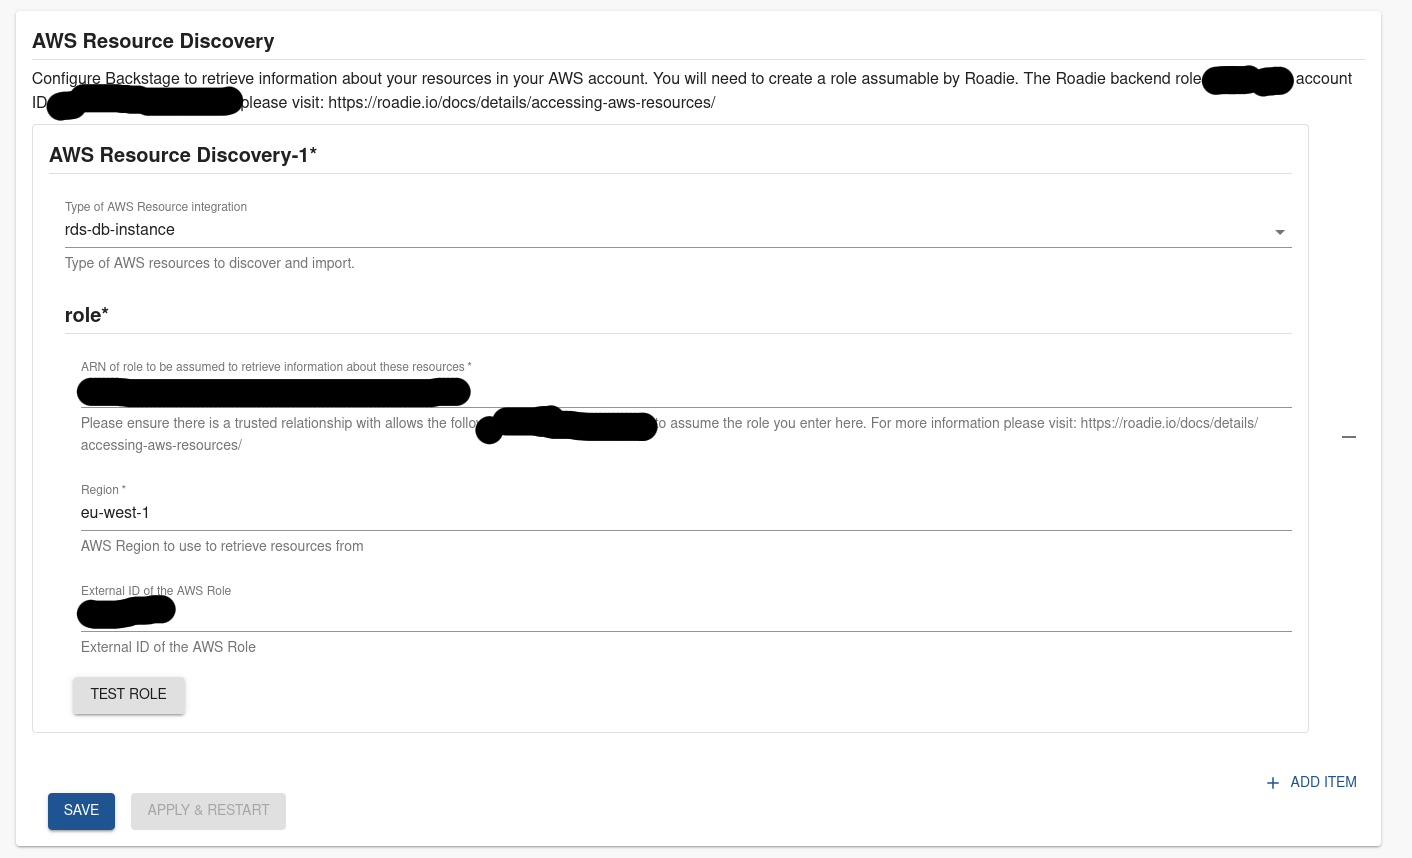 AWS Resource Discovery
Configure Backstage to retrieve information about your resources in your AWS account. You will need to create a role assumable by Roadie. The Roadie backend role account
ID please visit: https://roadie.io/docs/details/accessing-aws-resources/
AWS Resource Discovery-1*
Type of AWS Resource integration
rds-db-instance
Type of AWS resources to discover and import.
role*
ARN of role to be assumed to retrieve information about these resources *
Please ensure there is a trusted relationship with allows the to assume the role you enter here. For more information please visit: https://roadie.io/docs/details/
accessing-aws-resources/
Region *
eu-west-1
AWS Region to use to retrieve resources from
External ID of the AWS Role
External ID of the AWS Role
TEST ROLE
+ ADD ITEM
SAVE APPLY & RESTART